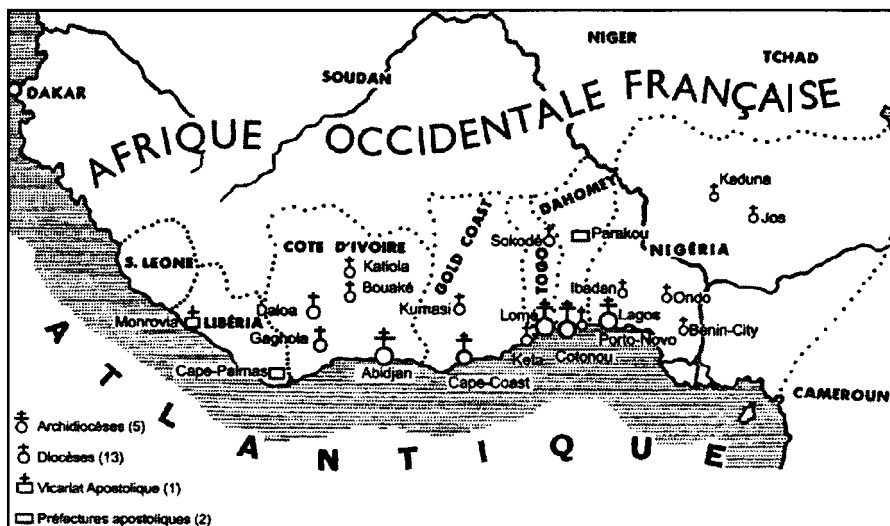 NIGER
TCHAD
SOUDAN
DAKAR
AFRIQUE OCCIDENTALE FRANÇAISE
Kaduna
Jos
DAHOMEY
GOLD COAST
Sokodé
Parakou
NIGÉRIA
COTE D'IVOIRE
S. LEONE
Katiola
Bouaké
TOGO
Ibadan
Ondo
Daloa
Kumasi
Lomé
Lagos
Monrovia
LIBÉRIA
Gagnoa
Porto-Novo
Benin-City
Keta
Cotonou
Cape-Palmas
Abidjan
Cape-Coast
CAMEROUN
ATLANTIQUE
Archidiocèses (5)
Diocèses (13)
Vicariat Apostolique (1)
Préfectures apostoliques (2)